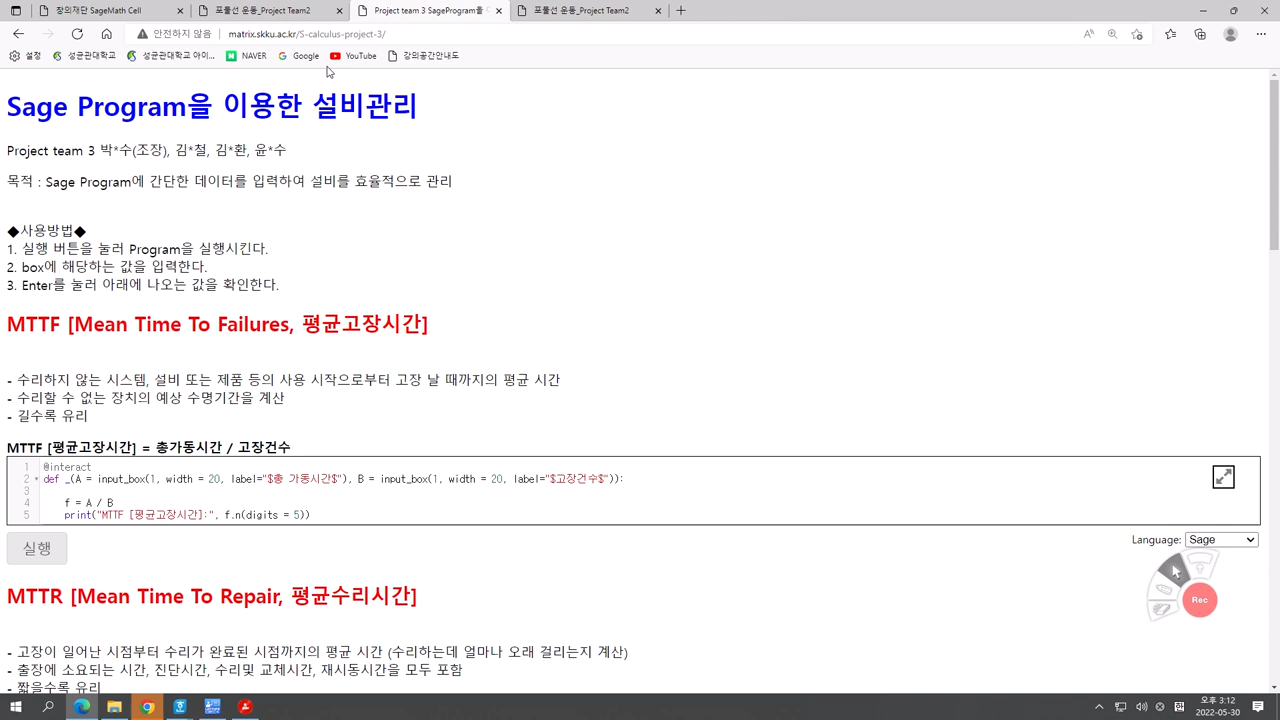 창의재단 SageMath Cell
포물선 운동_Project Team2
Project team 3 SageProgram을
포물선 운동_Project Team2
안전하지 않음
matrix.skku.ac.kr/S-calculus-project-3/
설정
성균관대학교
성균관대학교 아이...
NAVER
Google
YouTube
강의공간안내도
Sage Program을 이용한 설비관리
Project team 3 박*수(조장), 김*철, 김*환, 윤*수
목적 : Sage Program에 간단한 데이터를 입력하여 설비를 효율적으로 관리
◆사용방법◆
1. 실행 버튼을 눌러 Program을 실행시킨다.
2. box에 해당하는 값을 입력한다.
3. Enter를 눌러 아래에 나오는 값을 확인한다.
MTTF [Mean Time To Failures, 평균고장시간]
- 수리하지 않는 시스템, 설비 또는 제품 등의 사용 시작으로부터 고장 날 때까지의 평균 시간
- 수리할 수 없는 장치의 예상 수명기간을 계산
- 길수록 유리
MTTF [평균고장시간] = 총가동시간 / 고장건수
1 @interact
2 def _(A = input_box(1, width = 20, label="$총 가동시간$"), B = input_box(1, width = 20, label="$고장건수$")):
3
4 f = A / B
5 print("MTTF [평균고장시간]:", f.n(digits = 5))
실행
Language: Sage
Rec
MTTR [Mean Time To Repair, 평균수리시간]
- 고장이 일어난 시점부터 수리가 완료된 시점까지의 평균 시간 (수리하는데 얼마나 오래 걸리는지 계산)
- 출장에 소요되는 시간, 진단시간, 수리및 교체시간, 재시동시간을 모두 포함
- 짧을수록 유리
오후 3:12
2022-05-30